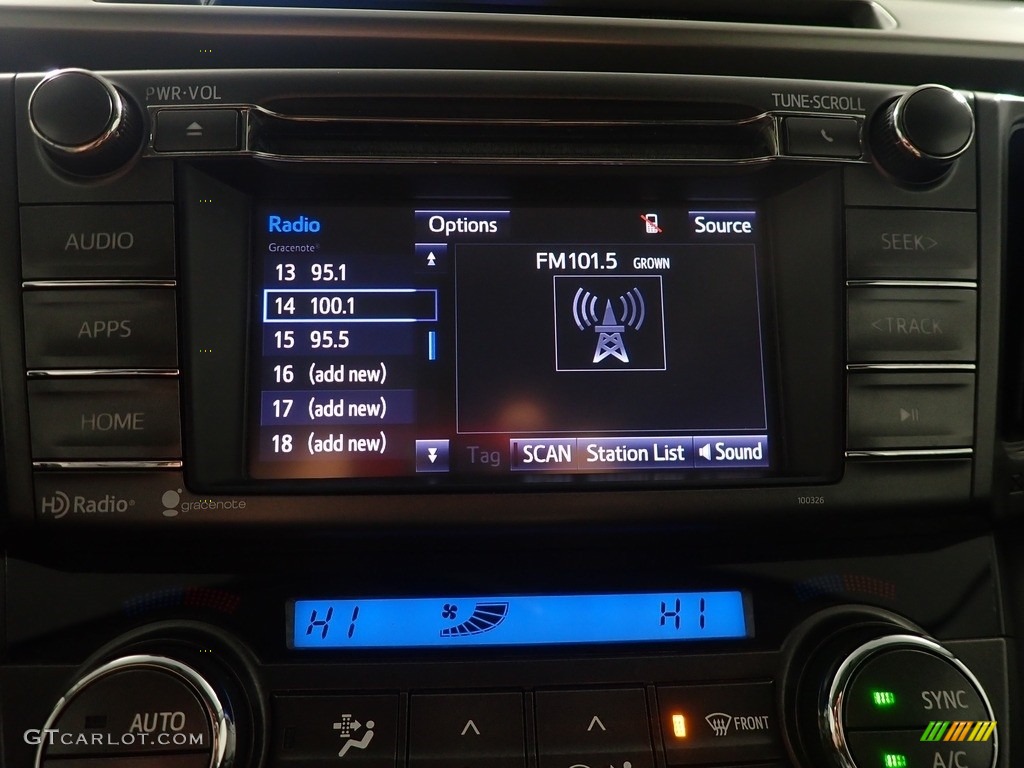 PWR·VOL
TUNE·SCROLL
AUDIO
APPS
HOME
SEEK>
<TRACK
Radio
Options
Source
Gracenote®
13 95.1
14 100.1
15 95.5
16 (add new)
17 (add new)
18 (add new)
FM101.5 GROWN
Tag
SCAN
Station List
Sound
HD Radio®
gracenote
100326
HI
HI
AUTO
FRONT
SYNC
A/C
GTCARLOT.COM